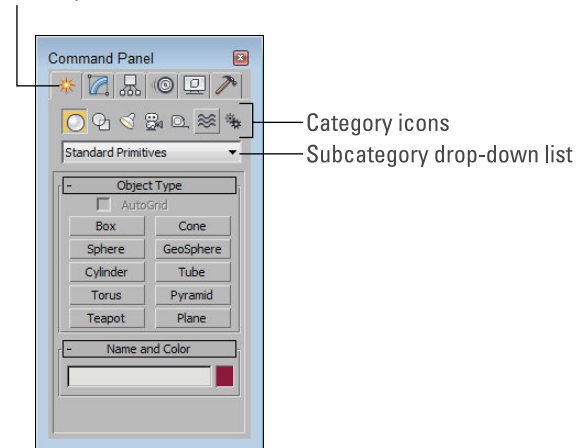 Command Panel
Category icons
Subcategory drop-down list
Standard Primitives
- Object Type
AutoGrid
Box Cone
Sphere GeoSphere
Cylinder Tube
Torus Pyramid
Teapot Plane
- Name and Color